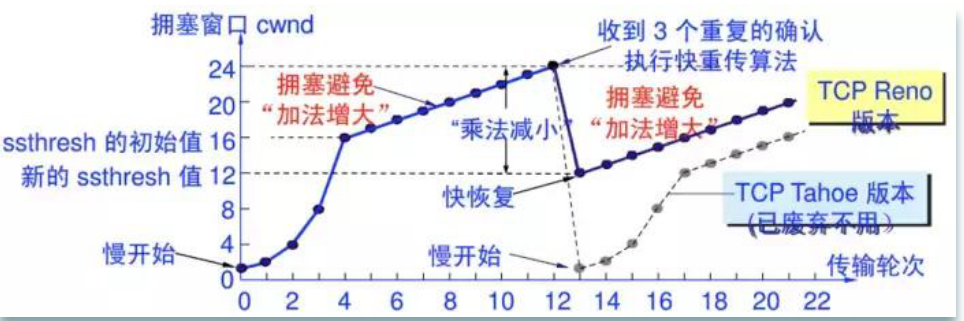 拥塞窗口 cwnd
收到 3 个重复的确认
执行快重传算法
24
拥塞避免
“加法增大”
拥塞避免
“加法增大”
TCP Reno
版本
20
ssthresh 的初始值 16
“乘法减小”
新的 ssthresh 值 12
快恢复
TCP Tahoe 版本
(已废弃不用)
8
4
慢开始
慢开始
0
传输轮次
0 2 4 6 8 10 12 14 16 18 20 22